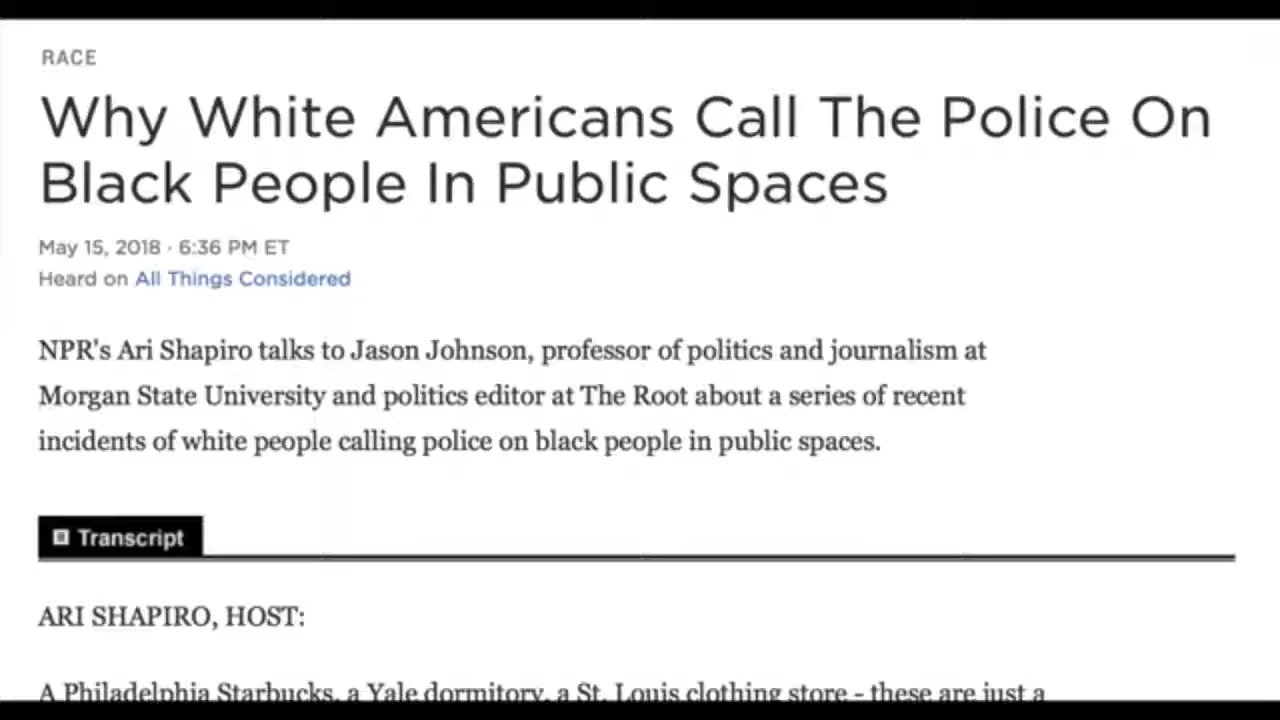 RACE
Why White Americans Call The Police On
Black People In Public Spaces
May 15, 2018 · 6:36 PM ET
Heard on All Things Considered
NPR's Ari Shapiro talks to Jason Johnson, professor of politics and journalism at
Morgan State University and politics editor at The Root about a series of recent
incidents of white people calling police on black people in public spaces.
Transcript
ARI SHAPIRO, HOST:
A Philadelphia Starbucks, a Yale dormitory, a St. Louis clothing store - these are just a